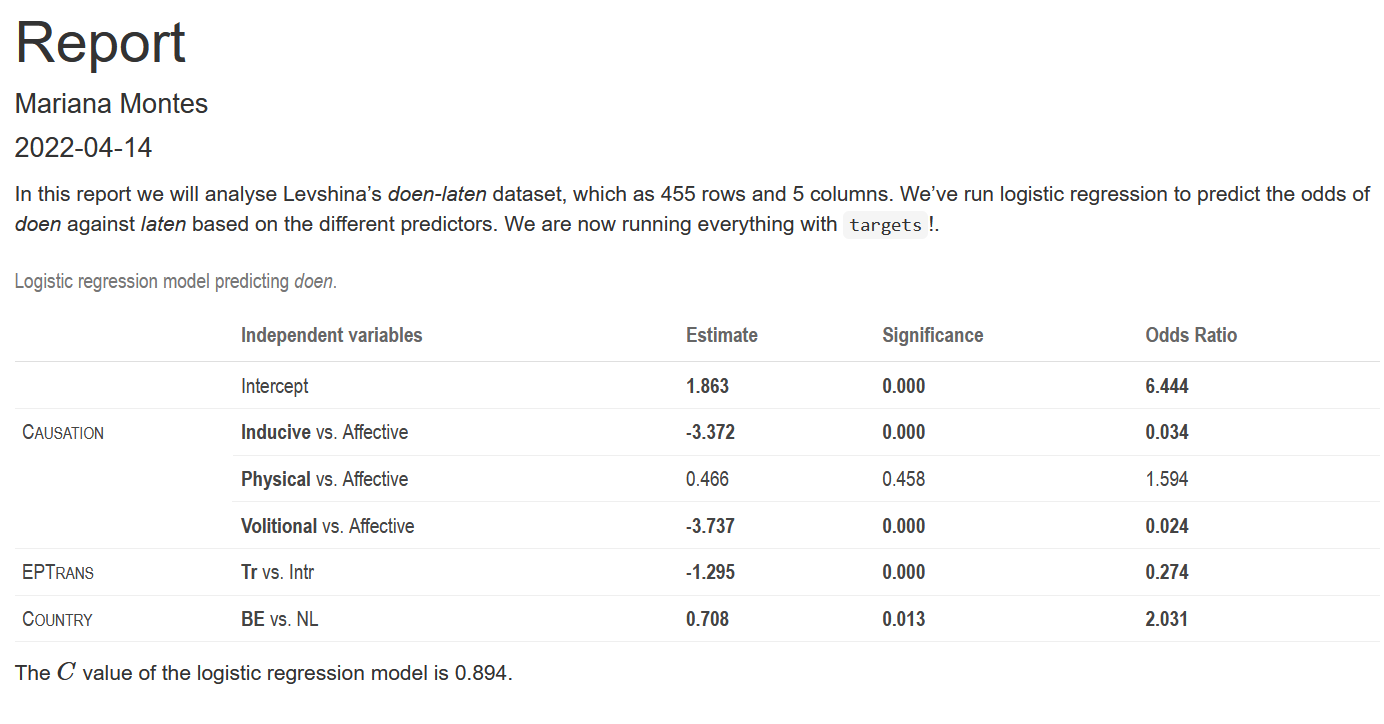 Report
Mariana Montes
2022-04-14
In this report we will analyse Levshina’s doen-laten dataset, which as 455 rows and 5 columns. We’ve run logistic regression to predict the odds of
doen against laten based on the different predictors. We are now running everything with targets!.
Logistic regression model predicting doen.
Independent variables Estimate Significance Odds Ratio
Intercept 1.863 0.000 6.444
CAUSATION Inducive vs. Affective -3.372 0.000 0.034
Physical vs. Affective 0.466 0.458 1.594
Volitional vs. Affective -3.737 0.000 0.024
EPTRANS Tr vs. Intr -1.295 0.000 0.274
COUNTRY BE vs. NL 0.708 0.013 2.031
The C value of the logistic regression model is 0.894.